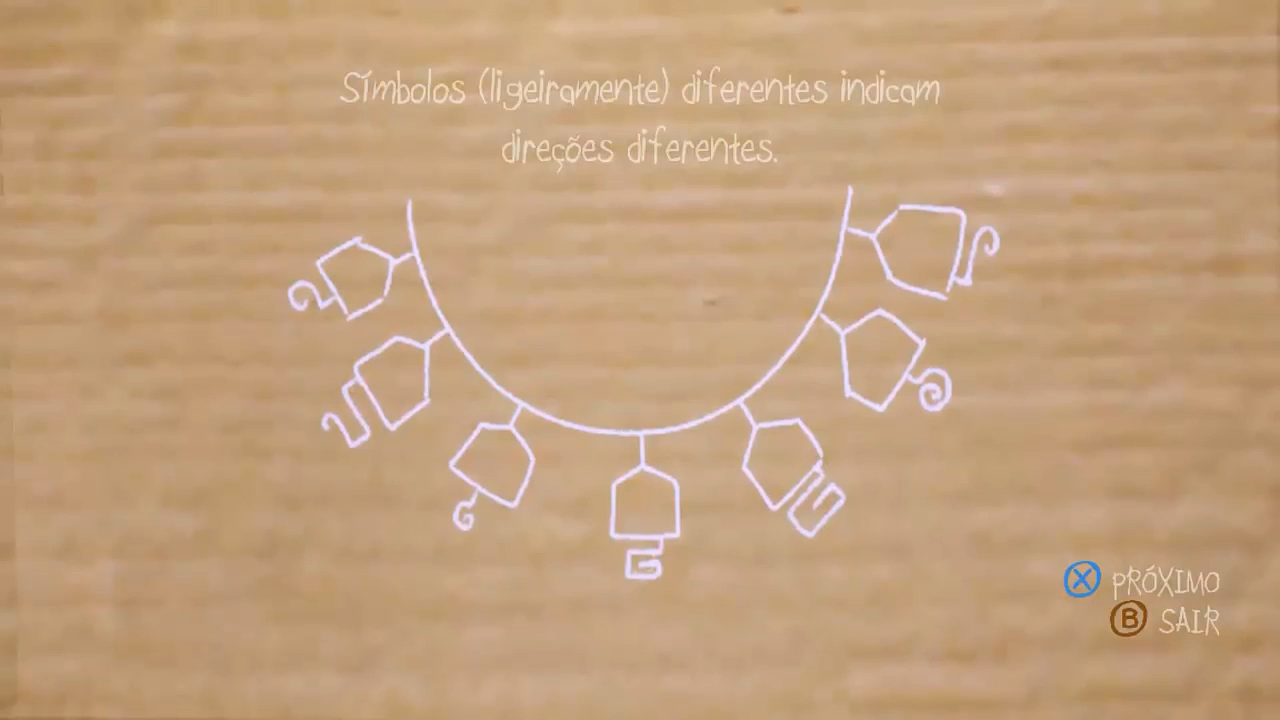 Símbolos (ligeiramente) diferentes indicam
direções diferentes.
X PRÓXIMO
B SAIR